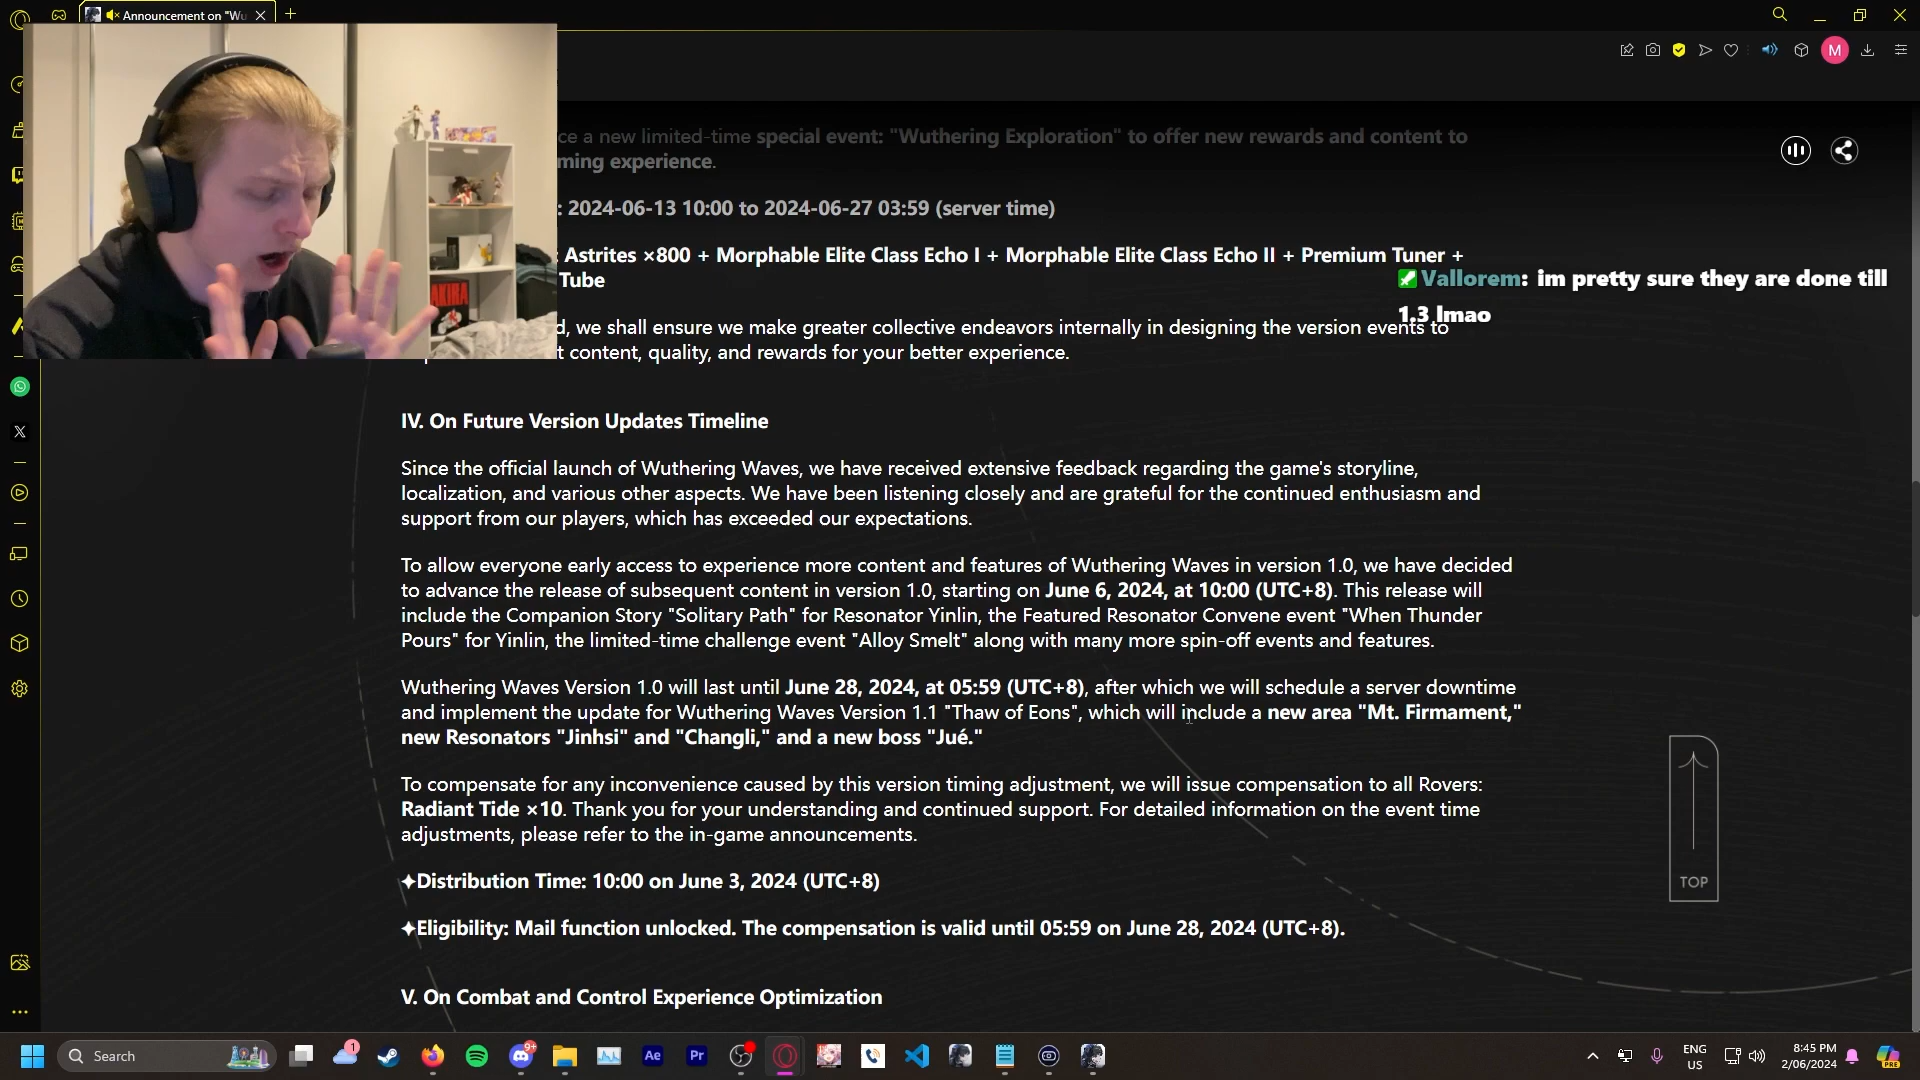 Announcement on "Wu
M
ce a new limited-time special event: "Wuthering Exploration" to offer new rewards and content to
ming experience.
: 2024-06-13 10:00 to 2024-06-27 03:59 (server time)
: Astrites ×800 + Morphable Elite Class Echo I + Morphable Elite Class Echo II + Premium Tuner +
Tube
Vallorem: im pretty sure they are done till
1.3 lmao
d, we shall ensure we make greater collective endeavors internally in designing the version events to
t content, quality, and rewards for your better experience.
AKIRA
IV. On Future Version Updates Timeline
Since the official launch of Wuthering Waves, we have received extensive feedback regarding the game's storyline,
localization, and various other aspects. We have been listening closely and are grateful for the continued enthusiasm and
support from our players, which has exceeded our expectations.
To allow everyone early access to experience more content and features of Wuthering Waves in version 1.0, we have decided
to advance the release of subsequent content in version 1.0, starting on June 6, 2024, at 10:00 (UTC+8). This release will
include the Companion Story "Solitary Path" for Resonator Yinlin, the Featured Resonator Convene event "When Thunder
Pours" for Yinlin, the limited-time challenge event "Alloy Smelt" along with many more spin-off events and features.
Wuthering Waves Version 1.0 will last until June 28, 2024, at 05:59 (UTC+8), after which we will schedule a server downtime
and implement the update for Wuthering Waves Version 1.1 "Thaw of Eons", which will include a new area "Mt. Firmament,"
new Resonators "Jinhsi" and "Changli," and a new boss "Jué."
To compensate for any inconvenience caused by this version timing adjustment, we will issue compensation to all Rovers:
Radiant Tide ×10. Thank you for your understanding and continued support. For detailed information on the event time
adjustments, please refer to the in-game announcements.
✦Distribution Time: 10:00 on June 3, 2024 (UTC+8)
✦Eligibility: Mail function unlocked. The compensation is valid until 05:59 on June 28, 2024 (UTC+8).
V. On Combat and Control Experience Optimization
TOP
Search
1
9+
Ae
Pr
ENG
US
8:45 PM
2/06/2024
PRE